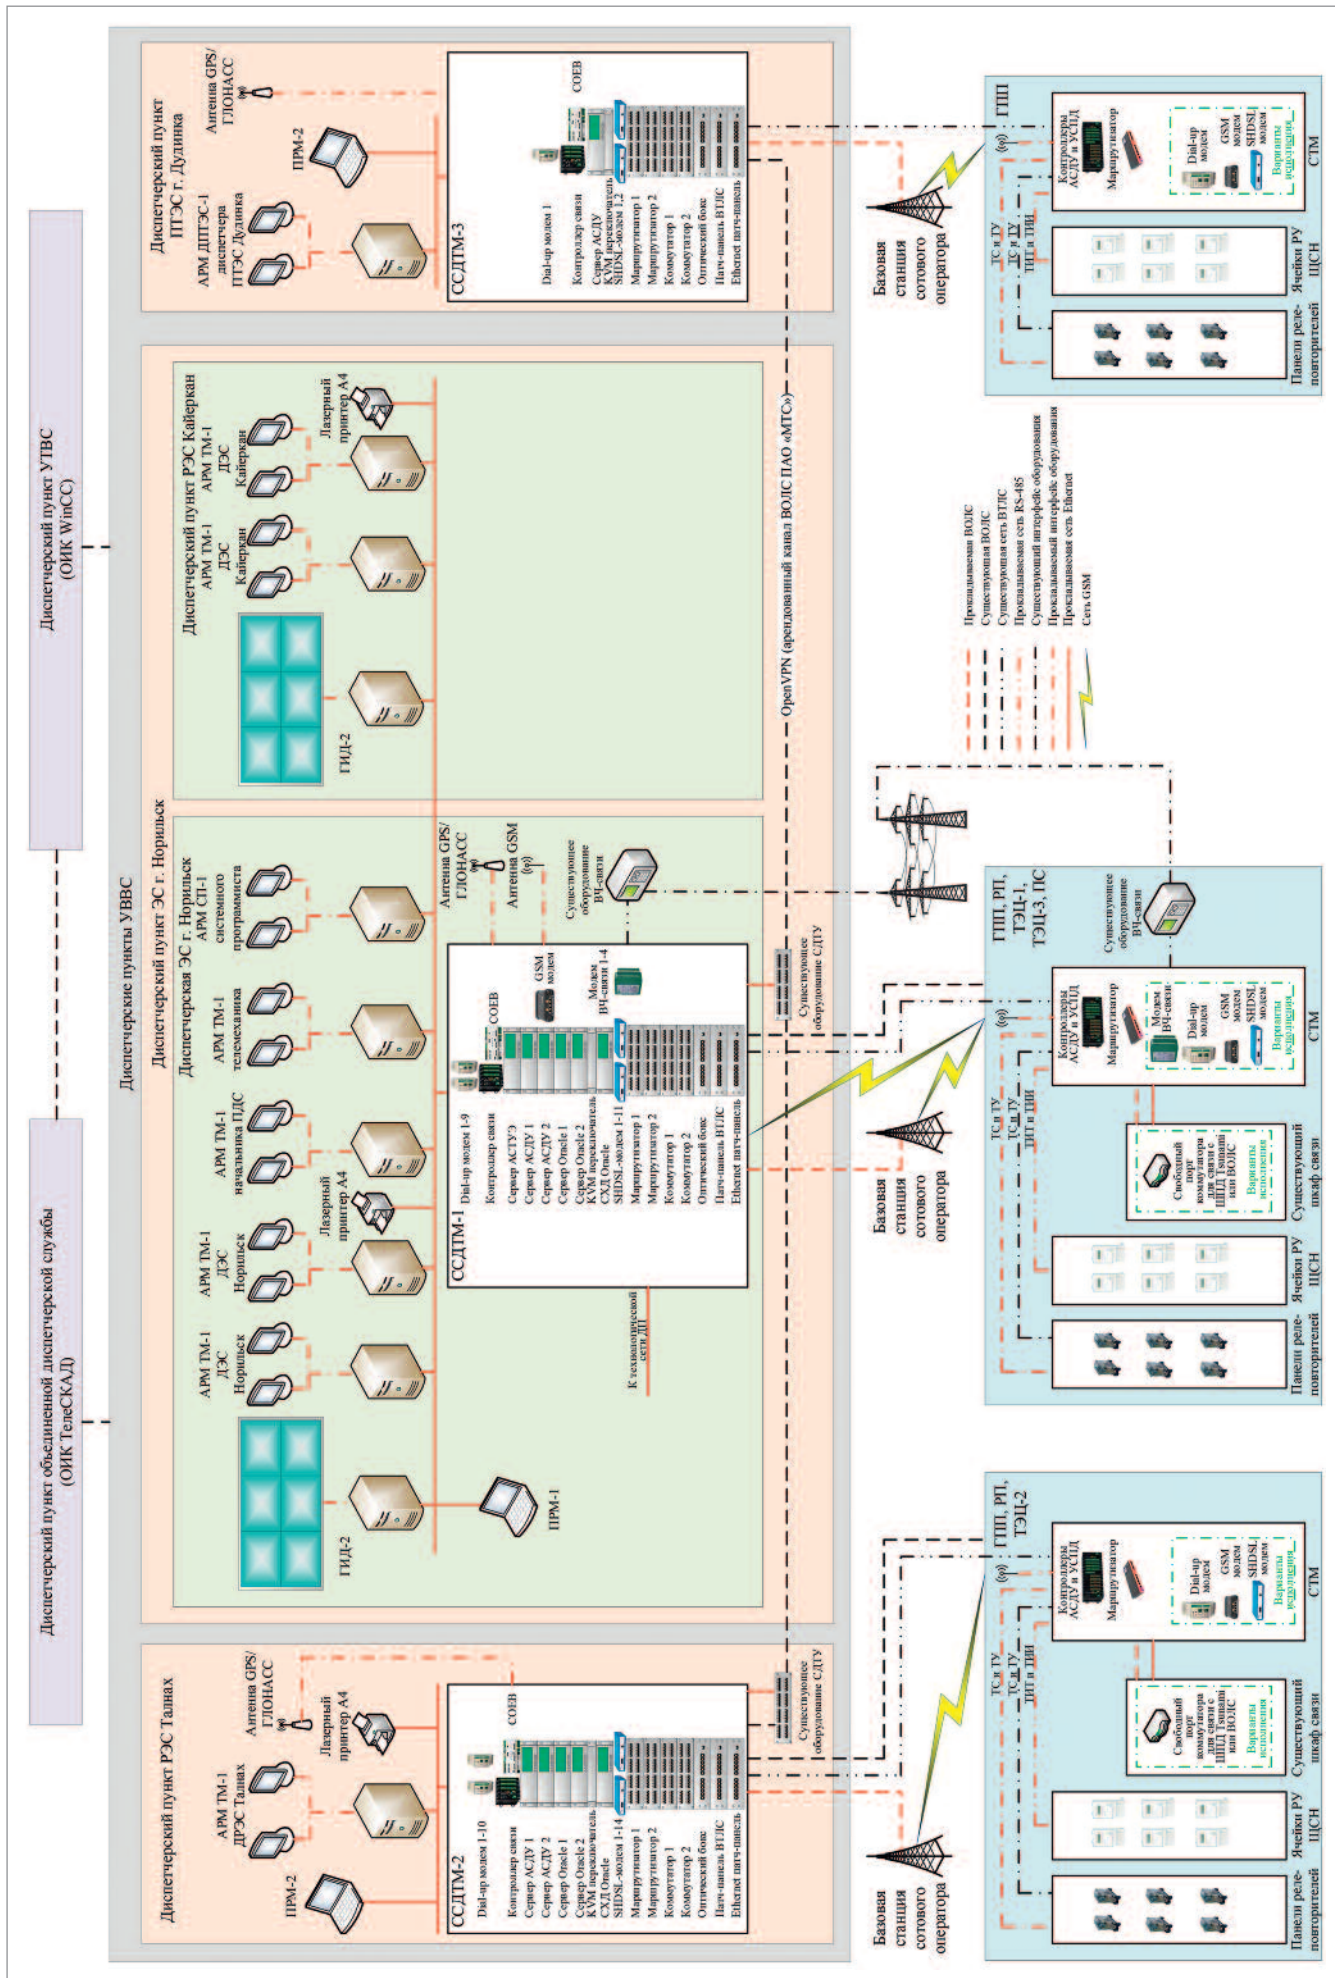 Диспетчерский пункт объединенной диспетчерской службы
(ОИК ТелеСКАД)
Диспетчерский пункт УТВС
(ОИК WinCC)
Диспетчерские пункты УВВС
Диспетчерский пункт РЭС Талнах
ПРМ-2
АРМ ТМ-1
ДРЭС Талнах
Антенна GPS/
ГЛОНАСС
Лазерный
принтер А4
ССДТМ-2
Dial-up модем 1-10
СОЕВ
Контроллер связи
Сервер АСДУ 1
Сервер АСДУ 2
Сервер Oracle 1
Сервер Oracle 2
KVM переключатель
СХД Oracle
SHDSL-модем 1-14
Маршрутизатор 1
Маршрутизатор 2
Коммутатор 1
Коммутатор 2
Оптический бокс
Патч-панель ВТЛС
Ethernet патч-панель
Существующее
оборудование СДТУ
Диспетчерский пункт ЭС г. Норильск
Диспетчерская ЭС г. Норильск
ГИД-2
АРМ ТМ-1
ДЭС
Норильск
АРМ ТМ-1
ДЭС
Норильск
Лазерный
принтер А4
АРМ ТМ-1
начальника ПДС
АРМ ТМ-1
телемеханика
АРМ СП-1
системного
программиста
ПРМ-1
К технологической
сети ДП
ССДТМ-1
Dial-up модем 1-9
Контроллер связи
СОЕВ
Сервер АСТУЭ
Сервер АСДУ 1
Сервер АСДУ 2
Сервер Oracle 1
Сервер Oracle 2
KVM переключатель
СХД Oracle
SHDSL-модем 1-11
Маршрутизатор 1
Маршрутизатор 2
Коммутатор 1
Коммутатор 2
Оптический бокс
Патч-панель ВТЛС
Ethernet патч-панель
GSM
модем
Модем
ВЧ-связи 1-4
Антенна GPS/
ГЛОНАСС
Антенна GSM
Существующее
оборудование
ВЧ-связи
Существующее
оборудование СДТУ
Диспетчерский пункт РЭС Кайеркан
ГИД-2
АРМ ТМ-1
ДЭС
Кайеркан
АРМ ТМ-1
ДЭС
Кайеркан
Лазерный
принтер А4
OpenVPN (арендованный канал ВОЛС ПАО «МТС»)
Диспетчерский пункт
ПТЭС г. Дудинка
АРМ ДПТЭС-1
диспетчера
ПТЭС Дудинка
ПРМ-2
Антенна GPS/
ГЛОНАСС
ССДТМ-3
Dial-up модем 1
СОЕВ
Контроллер связи
Сервер АСДУ
KVM переключатель
SHDSL-модем 1,2
Маршрутизатор 1
Маршрутизатор 2
Коммутатор 1
Коммутатор 2
Оптический бокс
Патч-панель ВТЛС
Ethernet патч-панель
Базовая
станция
сотового
оператора
ГПП, РП,
ТЭЦ-2
ТС и ТУ
ТС и ТУ
ТИТ и ТИИ
Контроллеры
АСДУ и УСПД
Маршрутизатор
Dial-up
модем
GSM
модем
SHDSL
модем
Варианты
исполнения
СТМ
Свободный
порт
коммутатора
для связи с
ШПД Tsunami
или ВОЛС
Варианты
исполнения
Существующий
шкаф связи
Ячейки РУ
ЩСН
Панели реле-
повторителей
Базовая
станция
сотового
оператора
ГПП, РП,
ТЭЦ-1,
ТЭЦ-3, ПС
Существующее
оборудование
ВЧ-связи
ТС и ТУ
ТС и ТУ
ТИТ и ТИИ
Контроллеры
АСДУ и УСПД
Маршрутизатор
Модем
ВЧ-связи
Dial-up
модем
GSM
модем
SHDSL
модем
Варианты
исполнения
СТМ
Свободный
порт
коммутатора
для связи с
ШПД Tsunami
или ВОЛС
Варианты
исполнения
Существующий
шкаф связи
Ячейки РУ
ЩСН
Панели реле-
повторителей
Прокладываемая ВОЛС
Существующая ВОЛС
Существующая сеть ВТЛС
Прокладываемая сеть RS-485
Существующий интерфейс оборудования
Прокладываемый интерфейс оборудования
Прокладываемая сеть Ethernet
Сеть GSM
Базовая
станция
сотового
оператора
ГПП
ТС и ТУ
ТС и ТУ
ТИТ и ТИИ
Контроллеры
АСДУ и УСПД
Маршрутизатор
Dial-up
модем
GSM
модем
SHDSL
модем
Варианты
исполнения
СТМ
Ячейки РУ
ЩСН
Панели реле-
повторителей